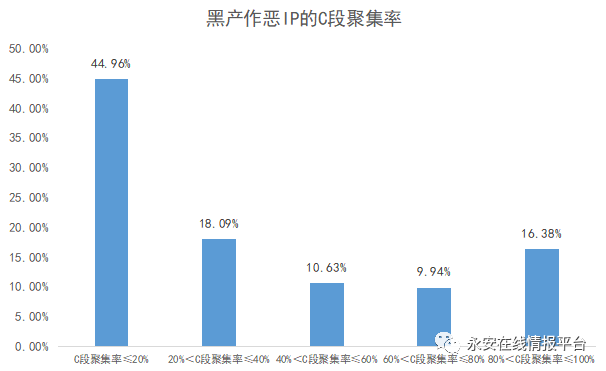 黑产作恶IP的C段聚集率
50.00%
45.00%
40.00%
35.00%
30.00%
25.00%
20.00%
15.00%
10.00%
5.00%
0.00%
44.96%
18.09%
10.63%
9.94%
16.38%
C段聚集率≤20%
20%＜C段聚集率≤40%
40%＜C段聚集率≤60%
60%＜C段聚集率≤80%
80%＜C段聚集率≤100%
永安在线情报平台